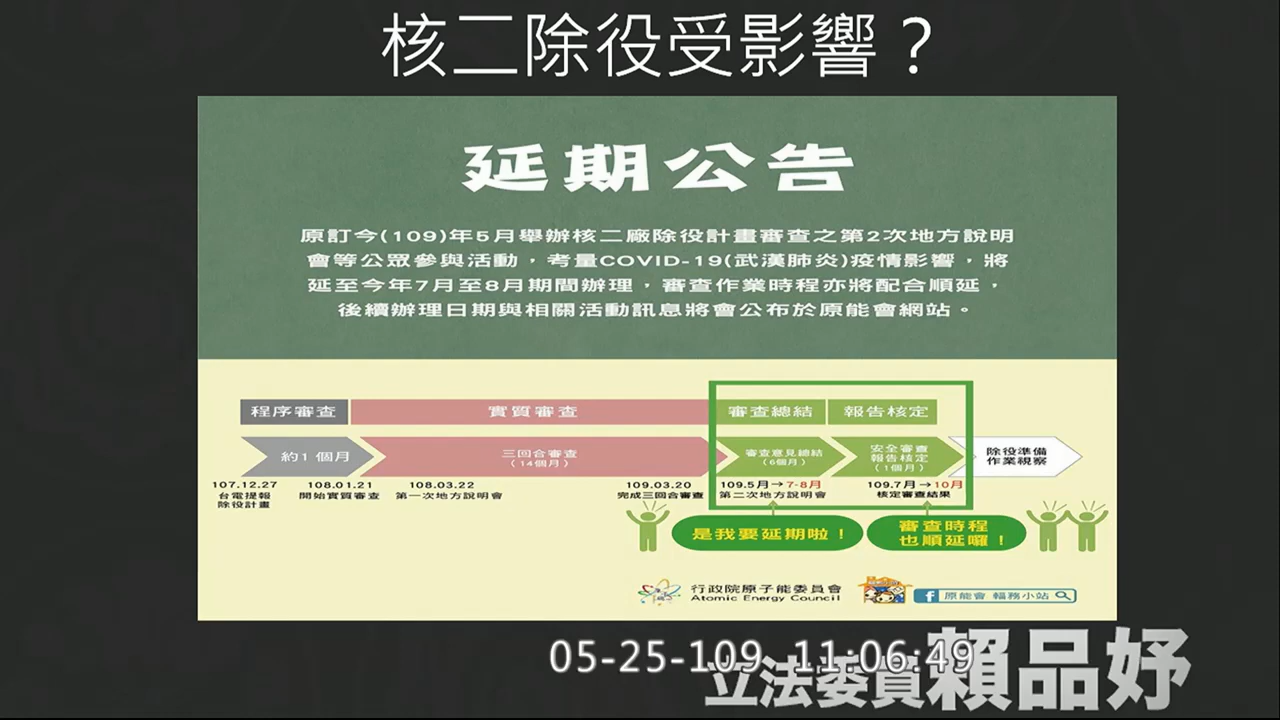 核二除役受影響？
延期公告
原訂今(109)年5月舉辦核二廠除役計畫審查之第2次地方說明
會等公眾參與活動，考量COVID-19(武漢肺炎)疫情影響，將
延至今年7月至8月期間辦理，審查作業時程亦將配合順延，
後續辦理日期與相關活動訊息將會公布於原能會網站。
程序審查 實質審查 審查總結 報告核定
約1個月
三回合審查
（14個月）
審查意見總結
（6個月）
安全審查
報告核定
（1個月）
除役準備
作業視察
107.12.27
台電提報
除役計畫
108.01.21
開始實質審查
108.03.22
第一次地方說明會
109.03.20
完成三回合審查
109.5月→7-8月
第二次地方說明會
109.7月→10月
核定審查結果
是我要延期啦！
審查時程
也順延囉！
行政院原子能委員會
Atomic Energy Council
f 原能會 輻務小站
05-25-109 11:06:49
立法委員賴品妤